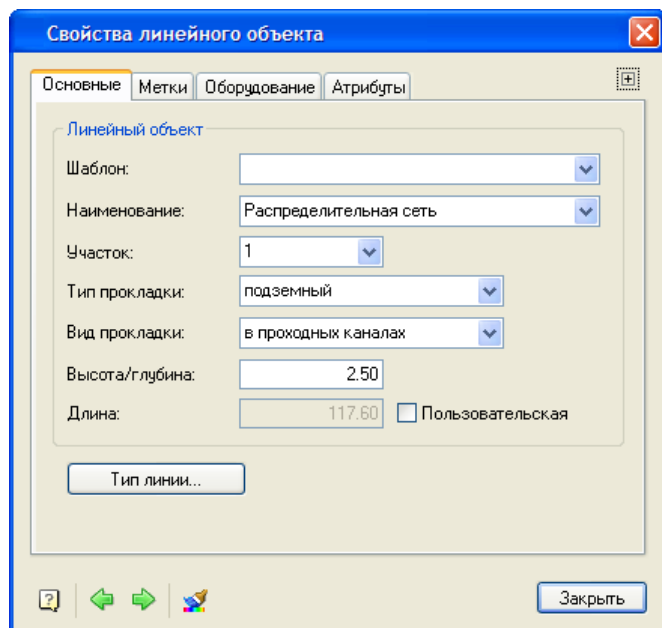 Свойства линейного объекта
Основные Метки Оборудование Атрибуты
Линейный объект
Шаблон:
Наименование: Распределительная сеть
Участок: 1
Тип прокладки: подземный
Вид прокладки: в проходных каналах
Высота/глубина: 2.50
Длина: 117.60 Пользовательская
Тип линии...
Закрыть